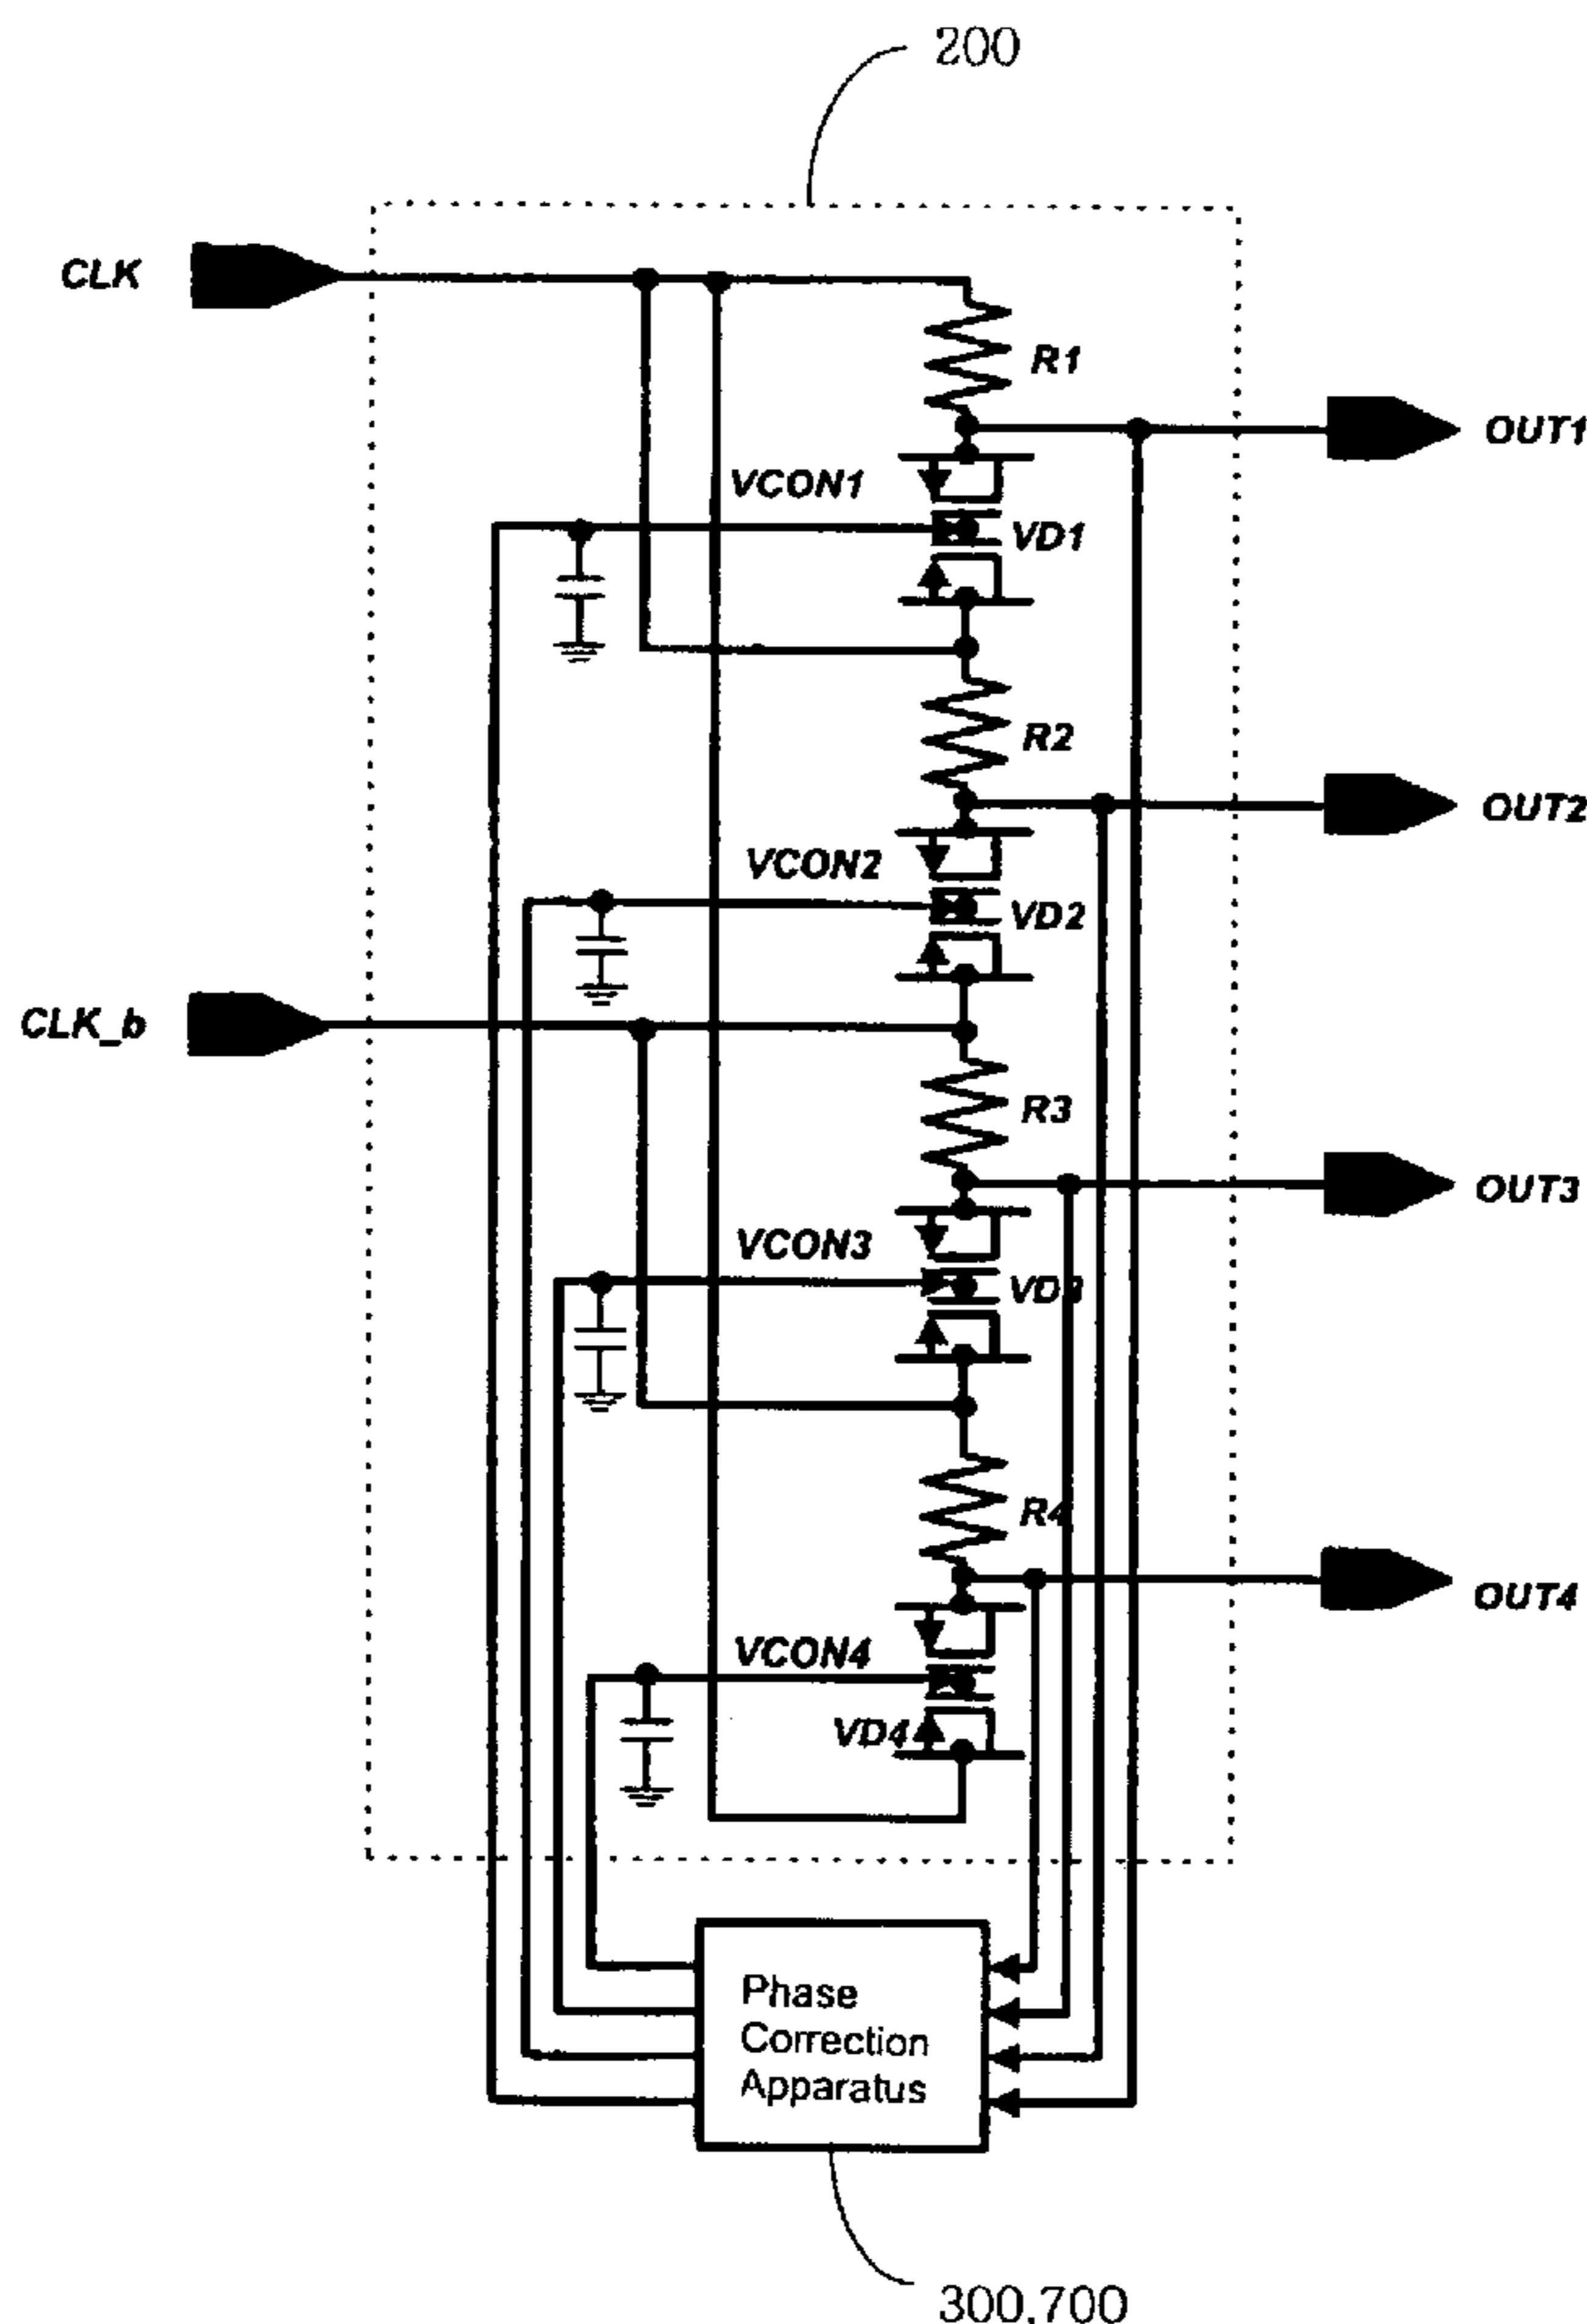 200
CLK
R1
OUT1
VCON1
VD1
R2
OUT2
VCON2
VD2
CLK_b
R3
OUT3
VCON3
VD3
R4
OUT4
VCON4
VD4
Phase
Correction
Apparatus
300,700